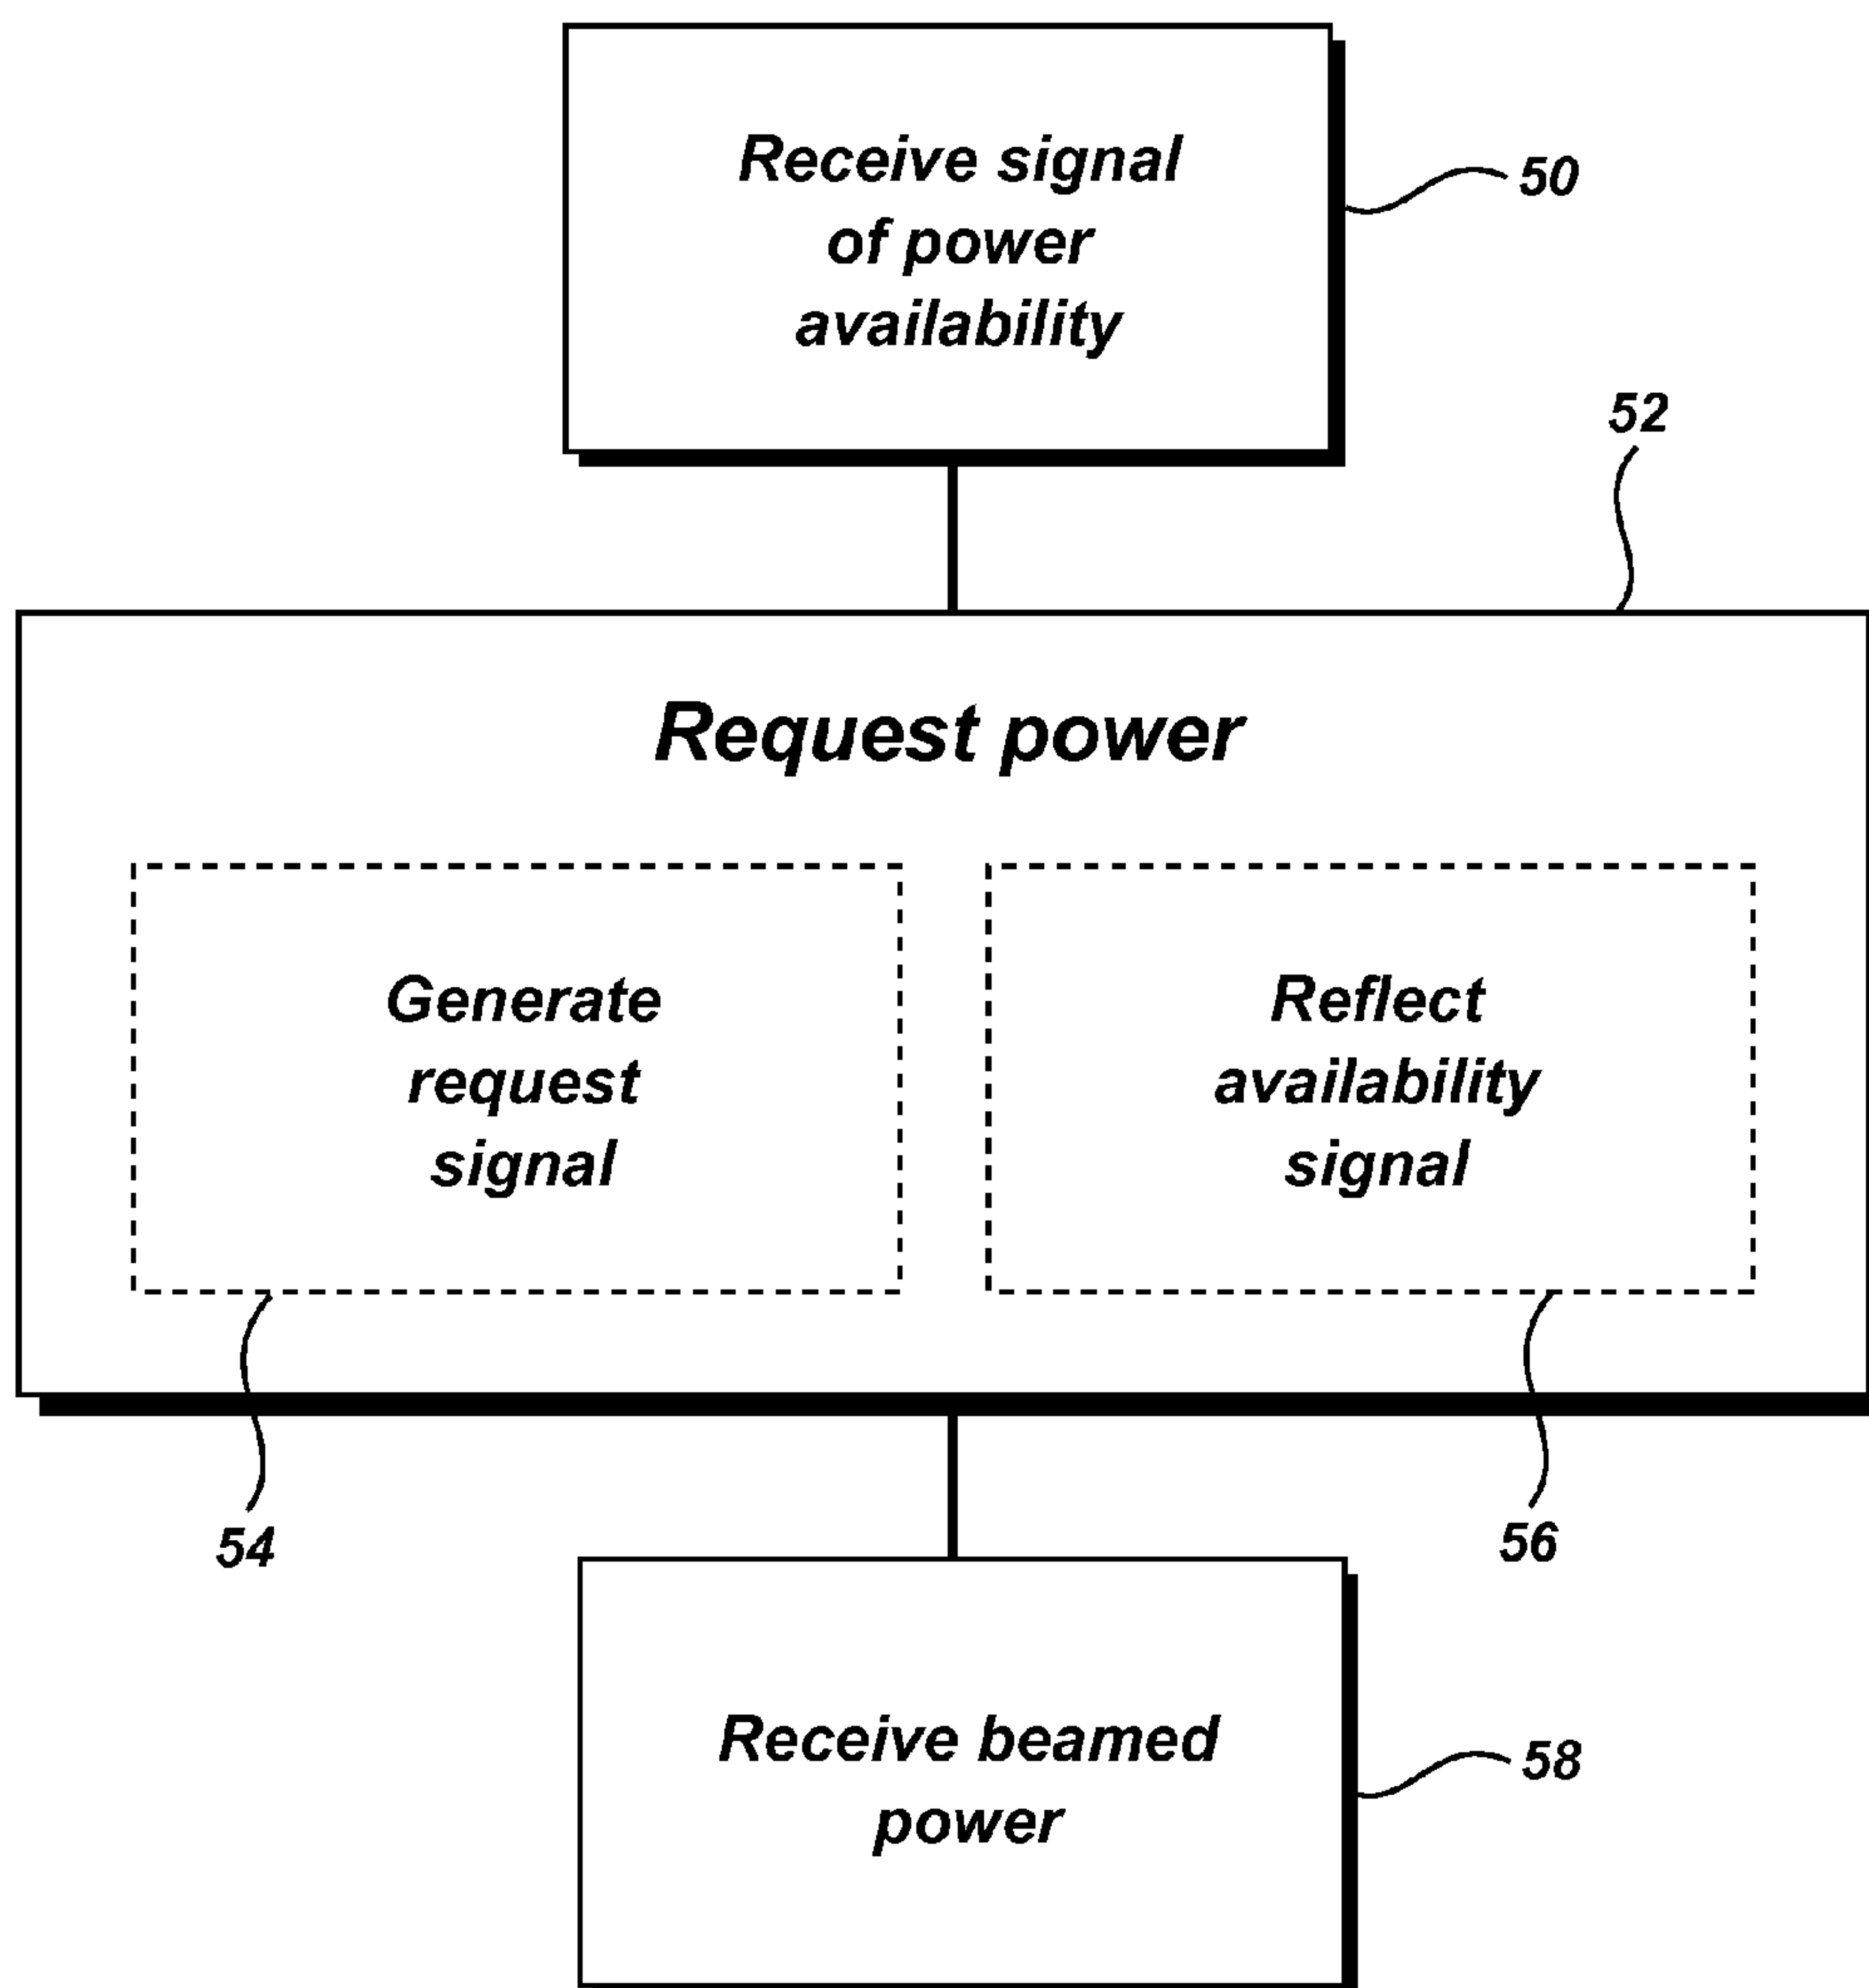 Receive signal
of power
availability
50
52
Request power
Generate
request
signal
Reflect
availability
signal
54
56
Receive beamed
power
58